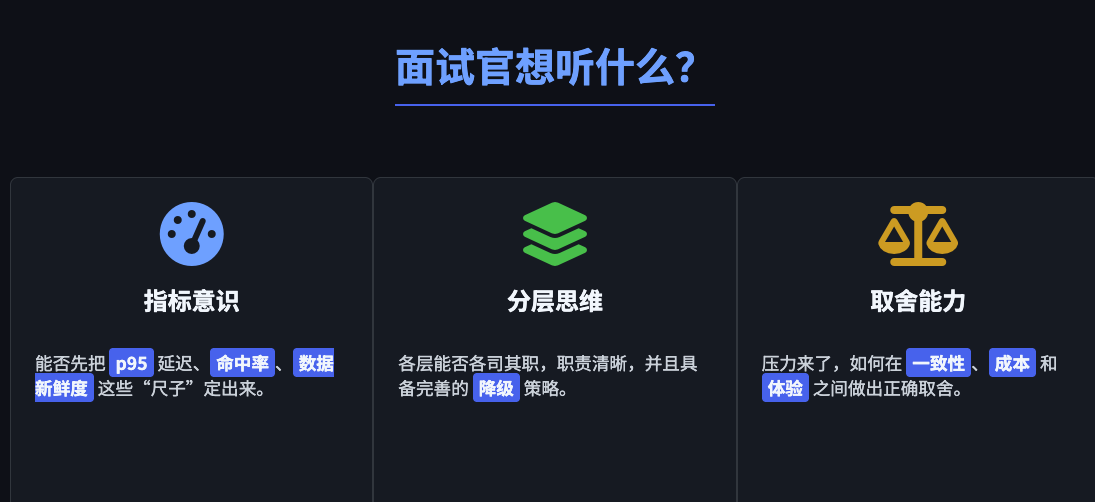 面试官想听什么?
指标意识
能否先把 p95 延迟、命中率、数据
新鲜度 这些“尺子”定出来。
分层思维
各层能否各司其职，职责清晰，并且具
备完善的 降级 策略。
取舍能力
压力来了，如何在 一致性、成本 和
体验 之间做出正确取舍。